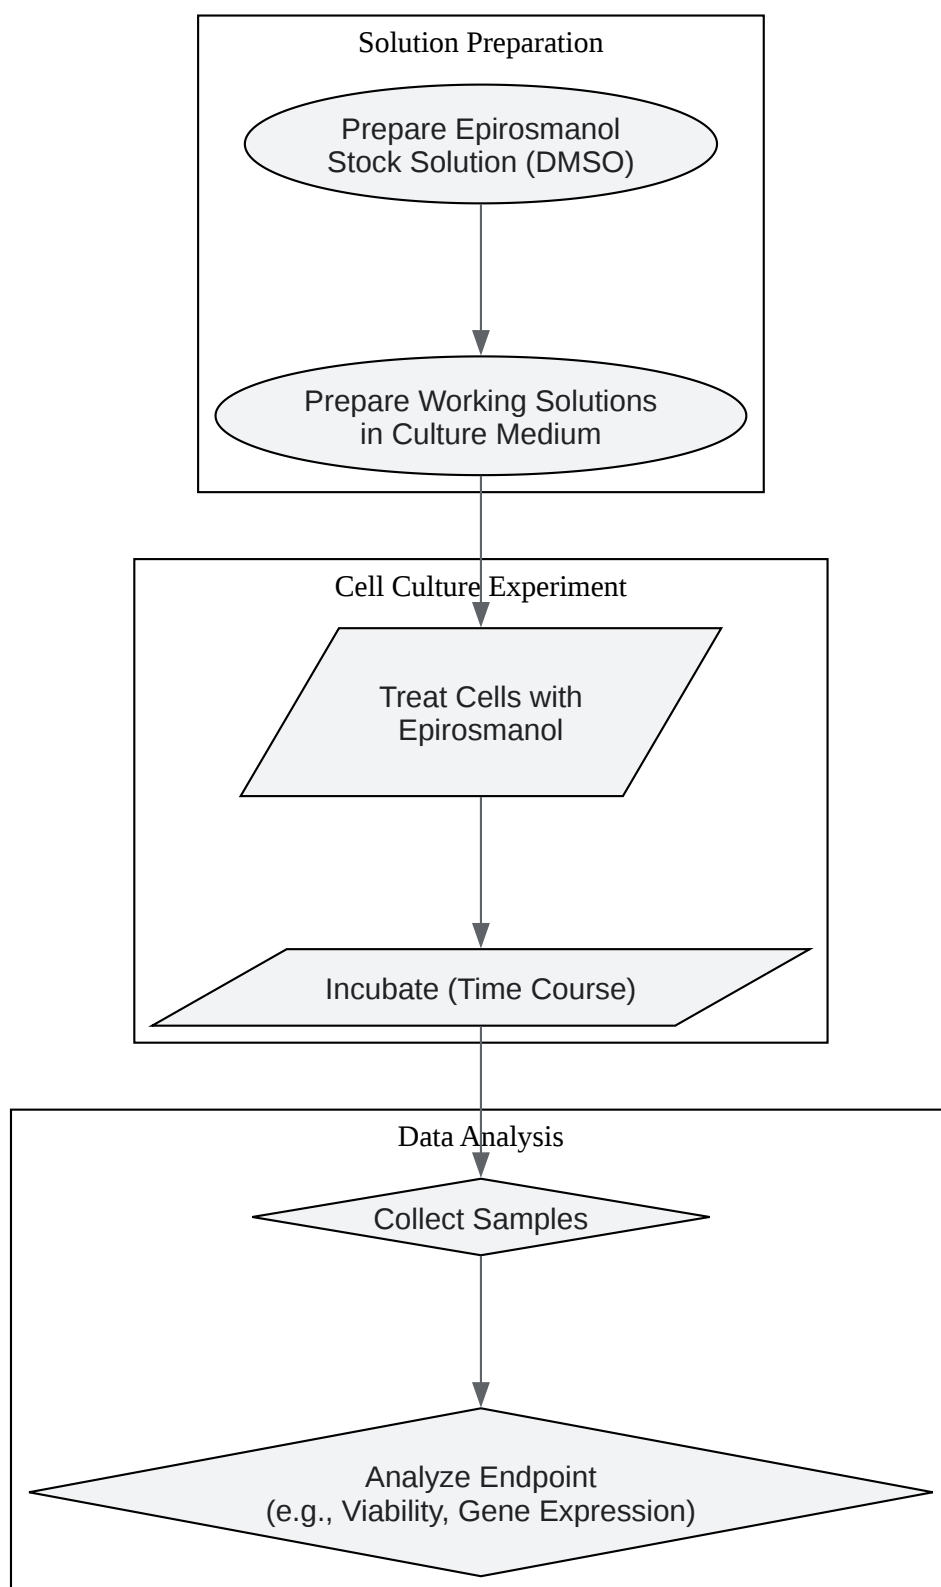 Solution Preparation
Prepare Epirosmanol
Stock Solution (DMSO)
Prepare Working Solutions
in Culture Medium
Cell Culture Experiment
Treat Cells with
Epirosmanol
Incubate (Time Course)
Data Analysis
Collect Samples
Analyze Endpoint
(e.g., Viability, Gene Expression)